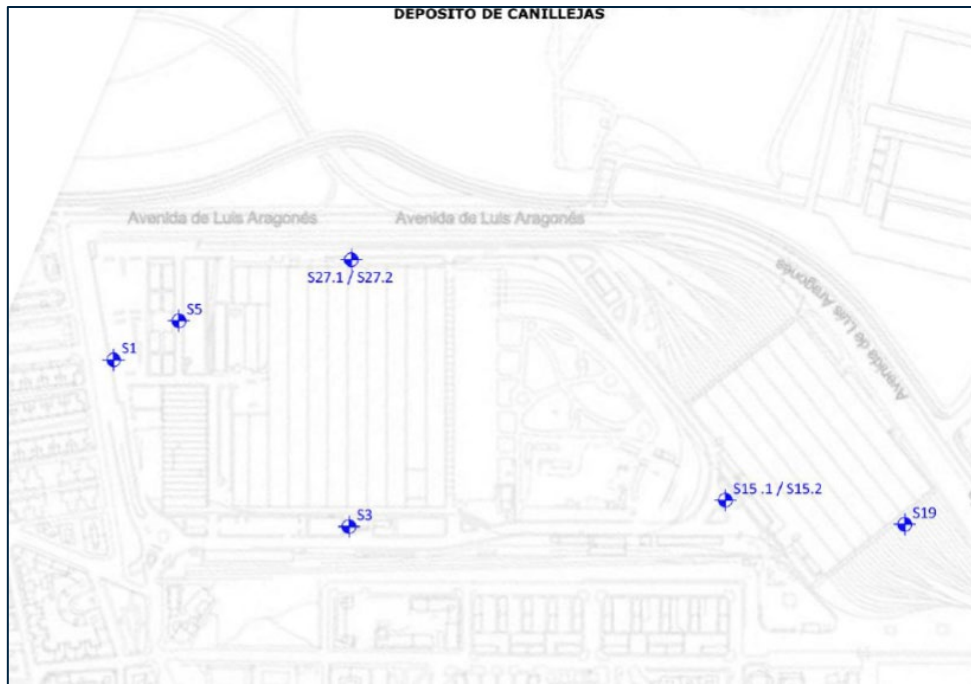 DEPOSITO DE CANILLEJAS
Avenida de Luis Aragonés
Avenida de Luis Aragonés
Avenida de Luis Aragonés
S27.1 / S27.2
S5
S1
S15 .1 / S15.2
S3
S19